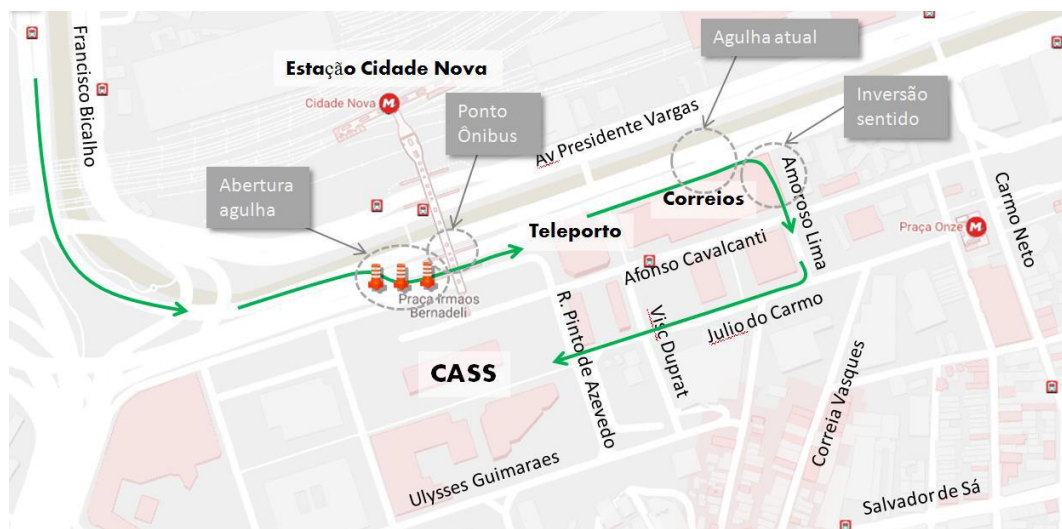 Francisco Bicalho
Estação Cidade Nova
Cidade Nova
M
Ponto
Ônibus
Agulha atual
Inversão
sentido
Av Presidente Vargas
Abertura
agulha
Correios
Amoroso Lima
Carmo Neto
Praça Onze
M
Teleporto
Afonso Cavalcanti
Praça Irmaos
Bernadeli
R. Pinto de Azevedo
Visc Duprat
Julio do Carmo
CASS
Correia Vasques
Ulysses Guimaraes
Salvador de Sá